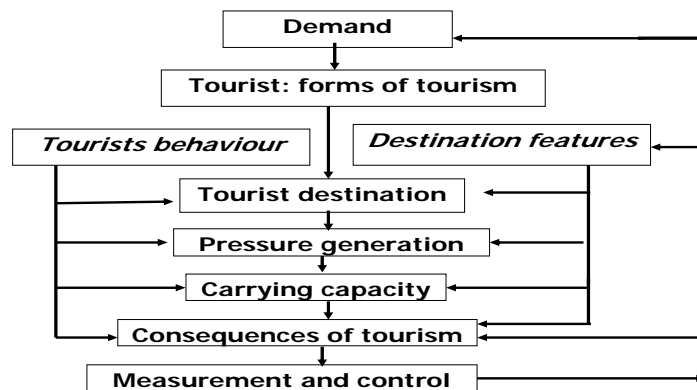 Demand
Tourist: forms of tourism
Tourists behaviour
Destination features
Tourist destination
Pressure generation
Carrying capacity
Consequences of tourism
Measurement and control